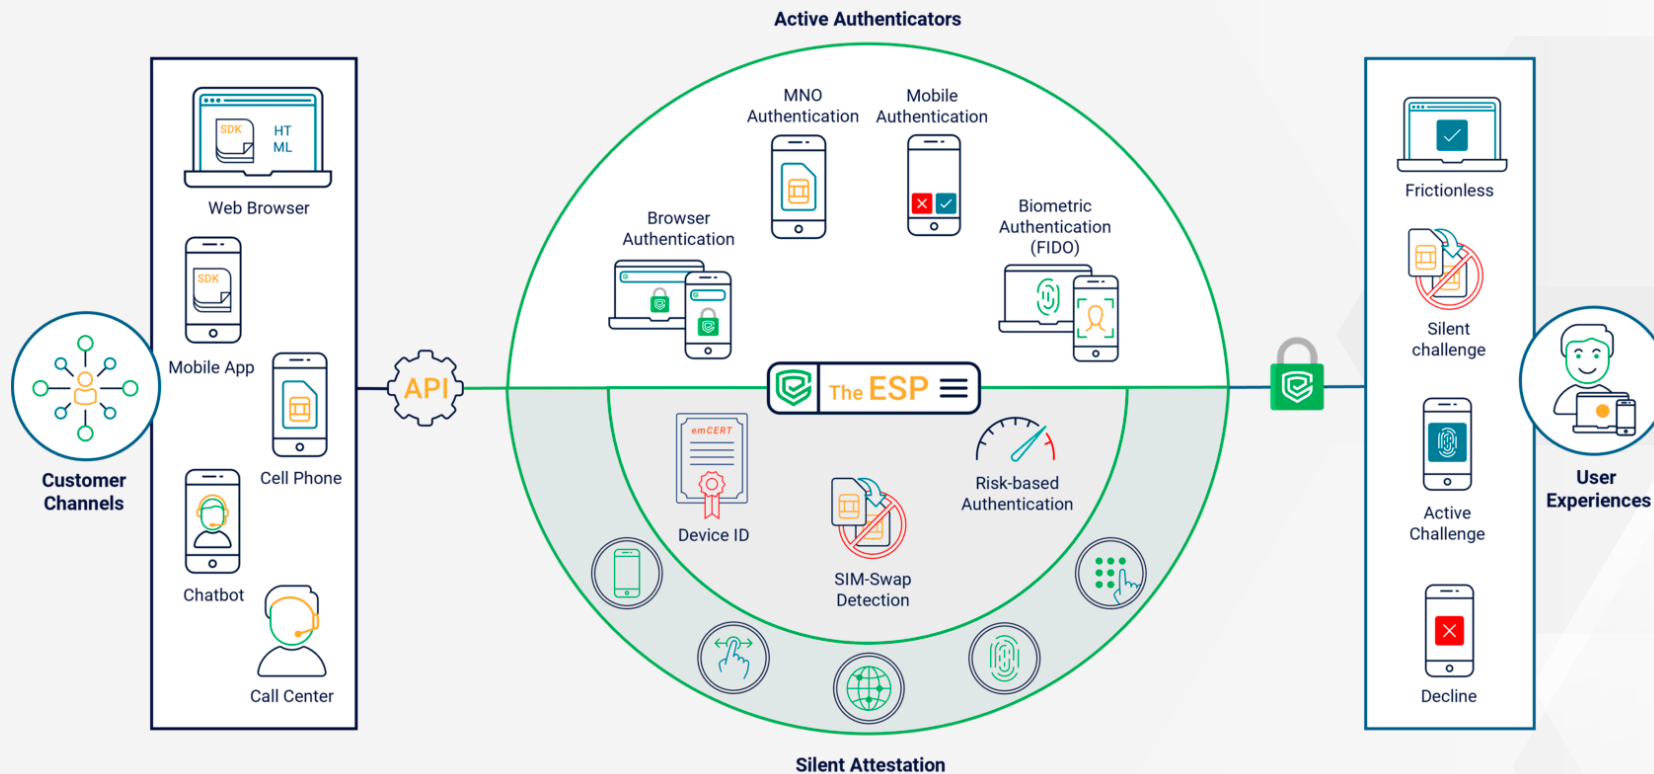 Active Authenticators
SDK
HT
ML
Web Browser
SDK
Mobile App
Cell Phone
Chatbot
Call Center
Customer
Channels
API
MNO
Authentication
Mobile
Authentication
Browser
Authentication
Biometric
Authentication
(FIDO)
The ESP
emCERT
Device ID
SIM-Swap
Detection
Risk-based
Authentication
Silent Attestation
Frictionless
Silent
challenge
Active
Challenge
Decline
User
Experiences